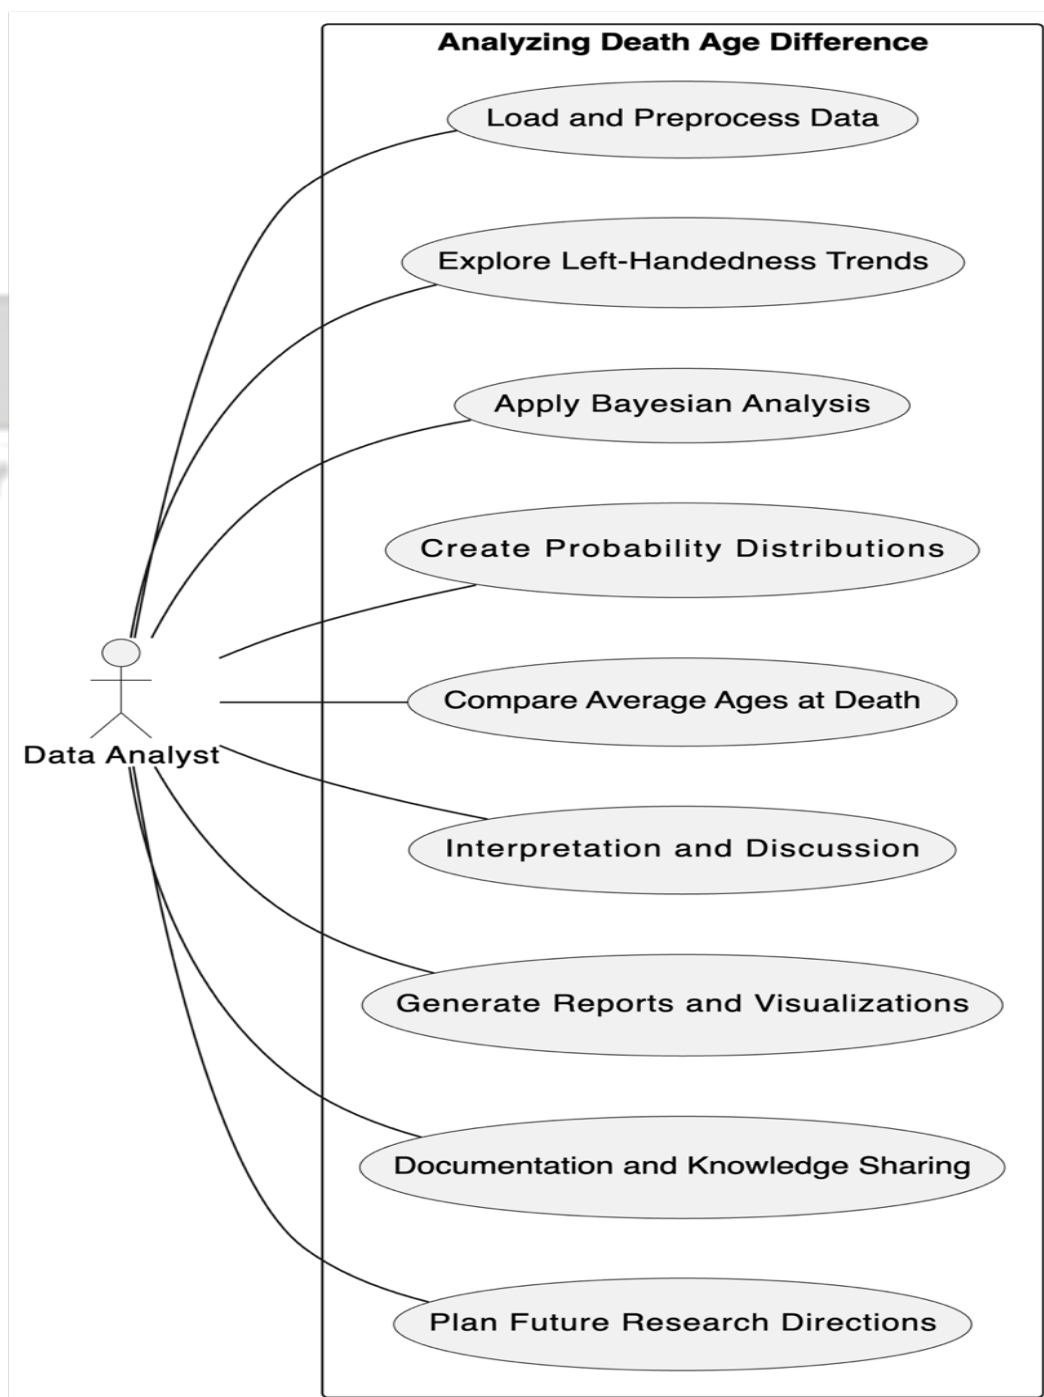 Analyzing Death Age Difference
Load and Preprocess Data
Explore Left-Handedness Trends
Apply Bayesian Analysis
Create Probability Distributions
Compare Average Ages at Death
Data Analyst
Interpretation and Discussion
Generate Reports and Visualizations
Documentation and Knowledge Sharing
Plan Future Research Directions